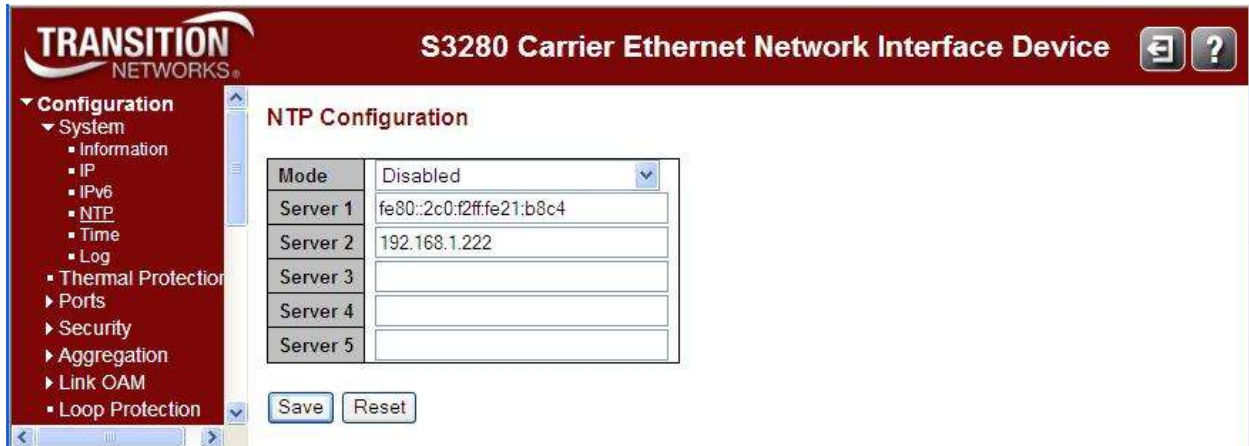 TRANSITION
NETWORKS®
S3280 Carrier Ethernet Network Interface Device
?
Configuration
System
Information
IP
IPv6
NTP
Time
Log
Thermal Protection
Ports
Security
Aggregation
Link OAM
Loop Protection
NTP Configuration
Mode Disabled
Server 1 fe80::2c0:f2ff:fe21:b8c4
Server 2 192.168.1.222
Server 3
Server 4
Server 5
Save Reset